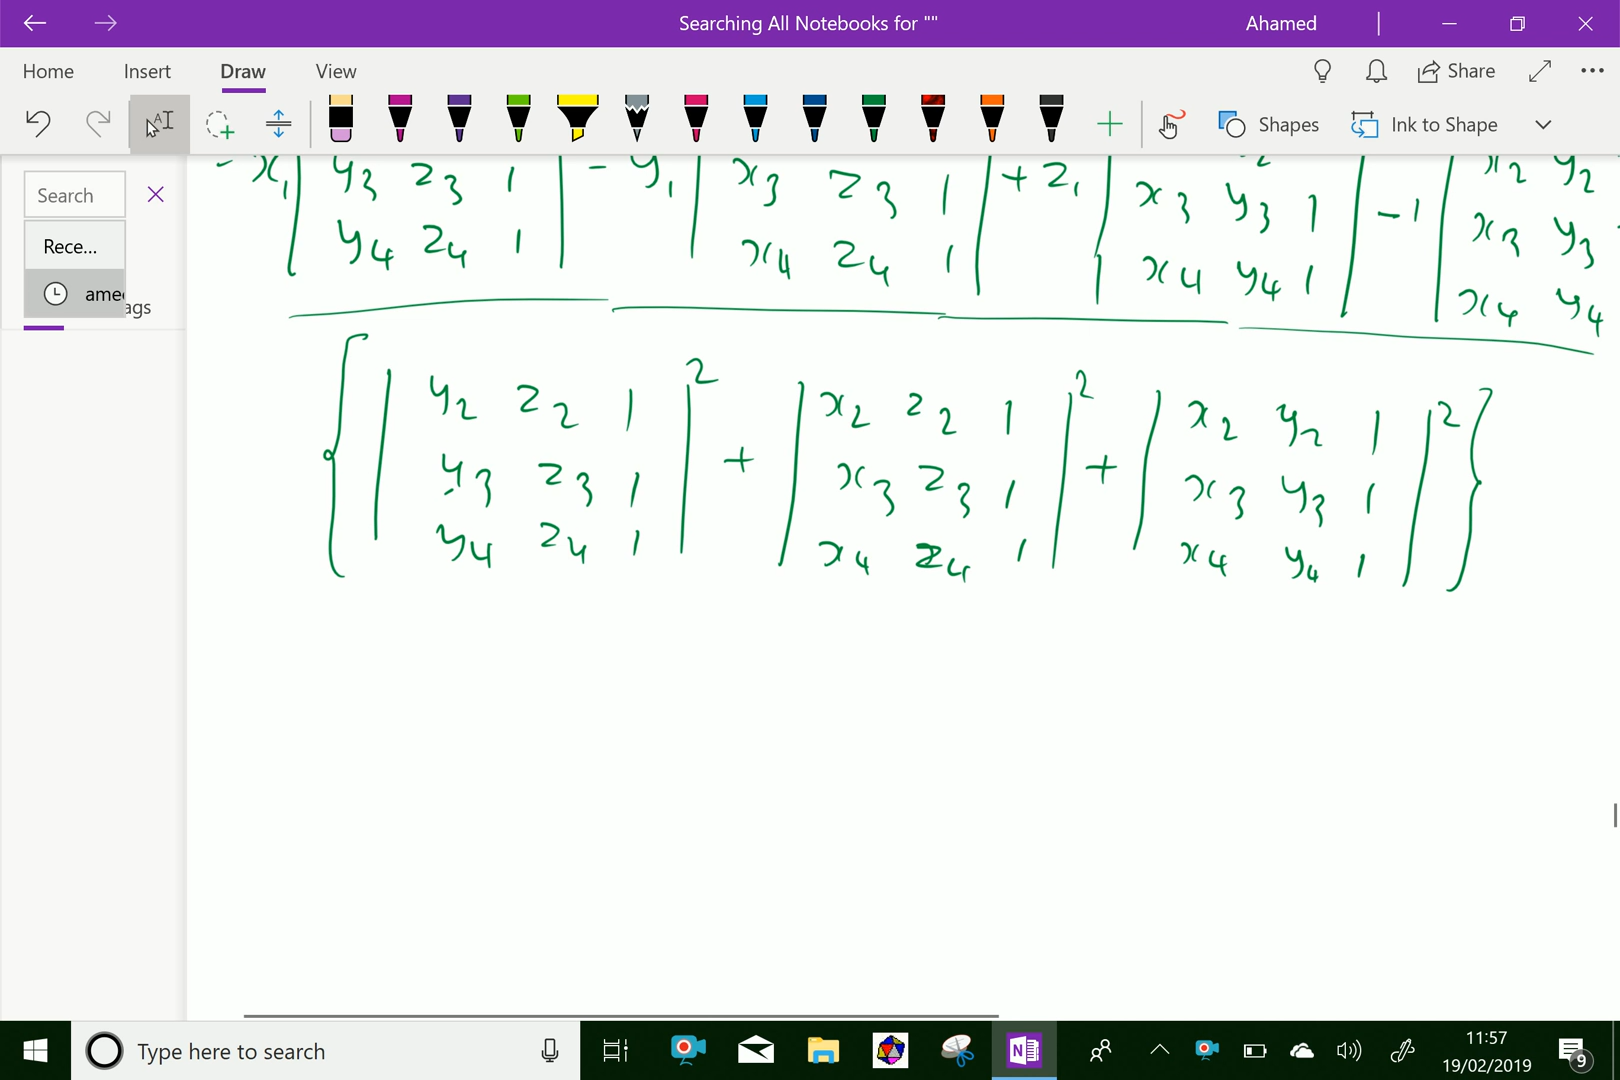 Searching All Notebooks for "" Ahamed
Home Insert Draw View Share
Shapes Ink to Shape
Search
Rece...
ame
ags
- x₁ | y₃ z₃ 1 | - y₁ | x₃ z₃ 1 | + z₁ | x₃ y₃ 1 | - 1 | x₂ y₂
y₄ z₄ 1 x₄ z₄ 1 x₄ y₄ 1 x₃ y₃
x₄ y₄
{ | y₂ z₂ 1 |² + | x₂ z₂ 1 |² + | x₂ y₂ 1 |² }
y₃ z₃ 1 x₃ z₃ 1 x₃ y₃ 1
y₄ z₄ 1 x₄ z₄ 1 x₄ y₄ 1
Type here to search
N
11:57
19/02/2019
9